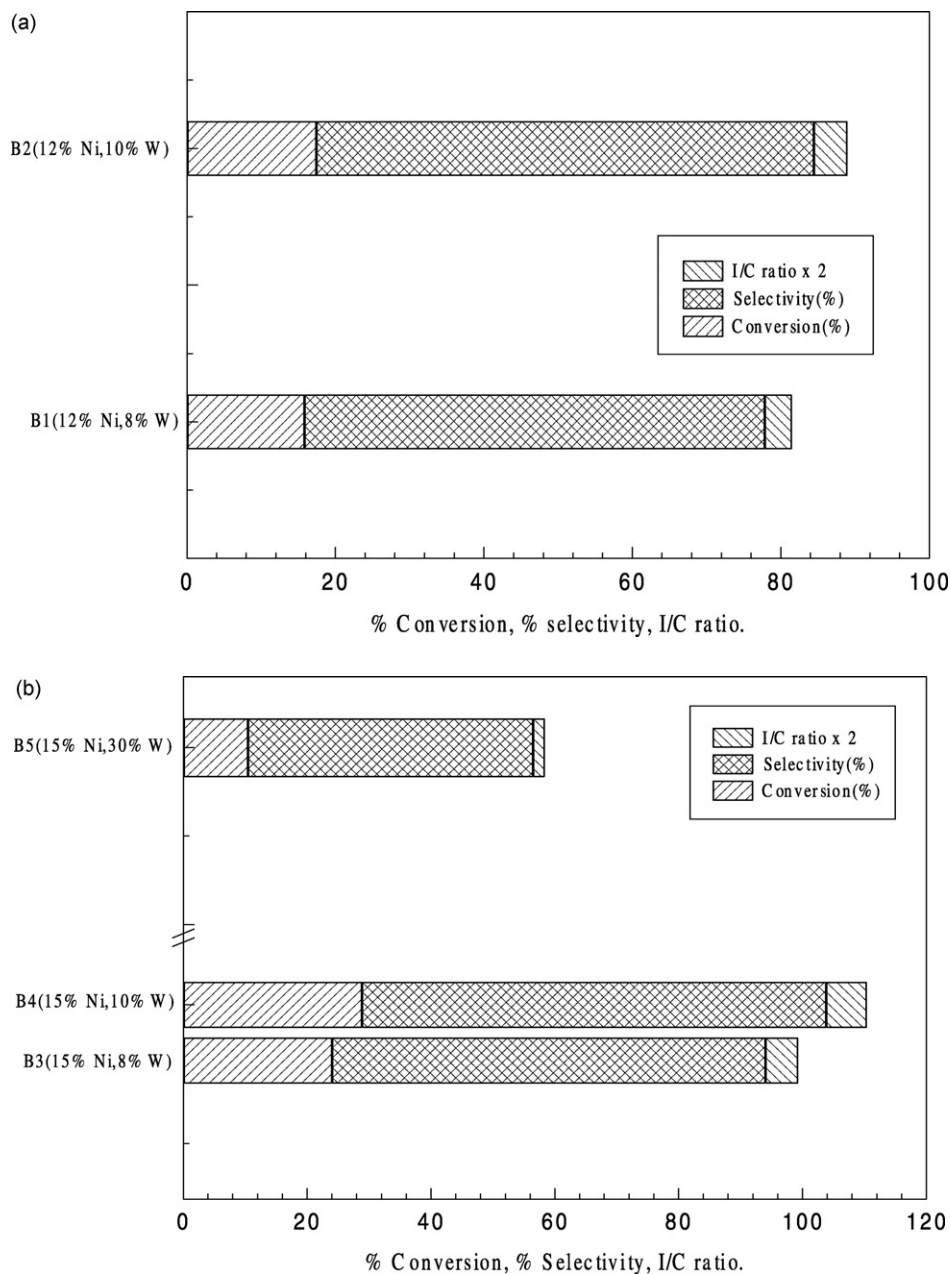 (a)
B2(12% Ni,10% W)
I/C ratio x 2
Selectivity(%)
Conversion(%)
B1(12% Ni,8% W)
0 20 40 60 80 100
% Conversion, % selectivity, I/C ratio.
(b)
B5(15% Ni,30% W)
I/C ratio x 2
Selectivity(%)
Conversion(%)
B4(15% Ni,10% W)
B3(15% Ni,8% W)
0 20 40 60 80 100 120
% Conversion, % Selectivity, I/C ratio.